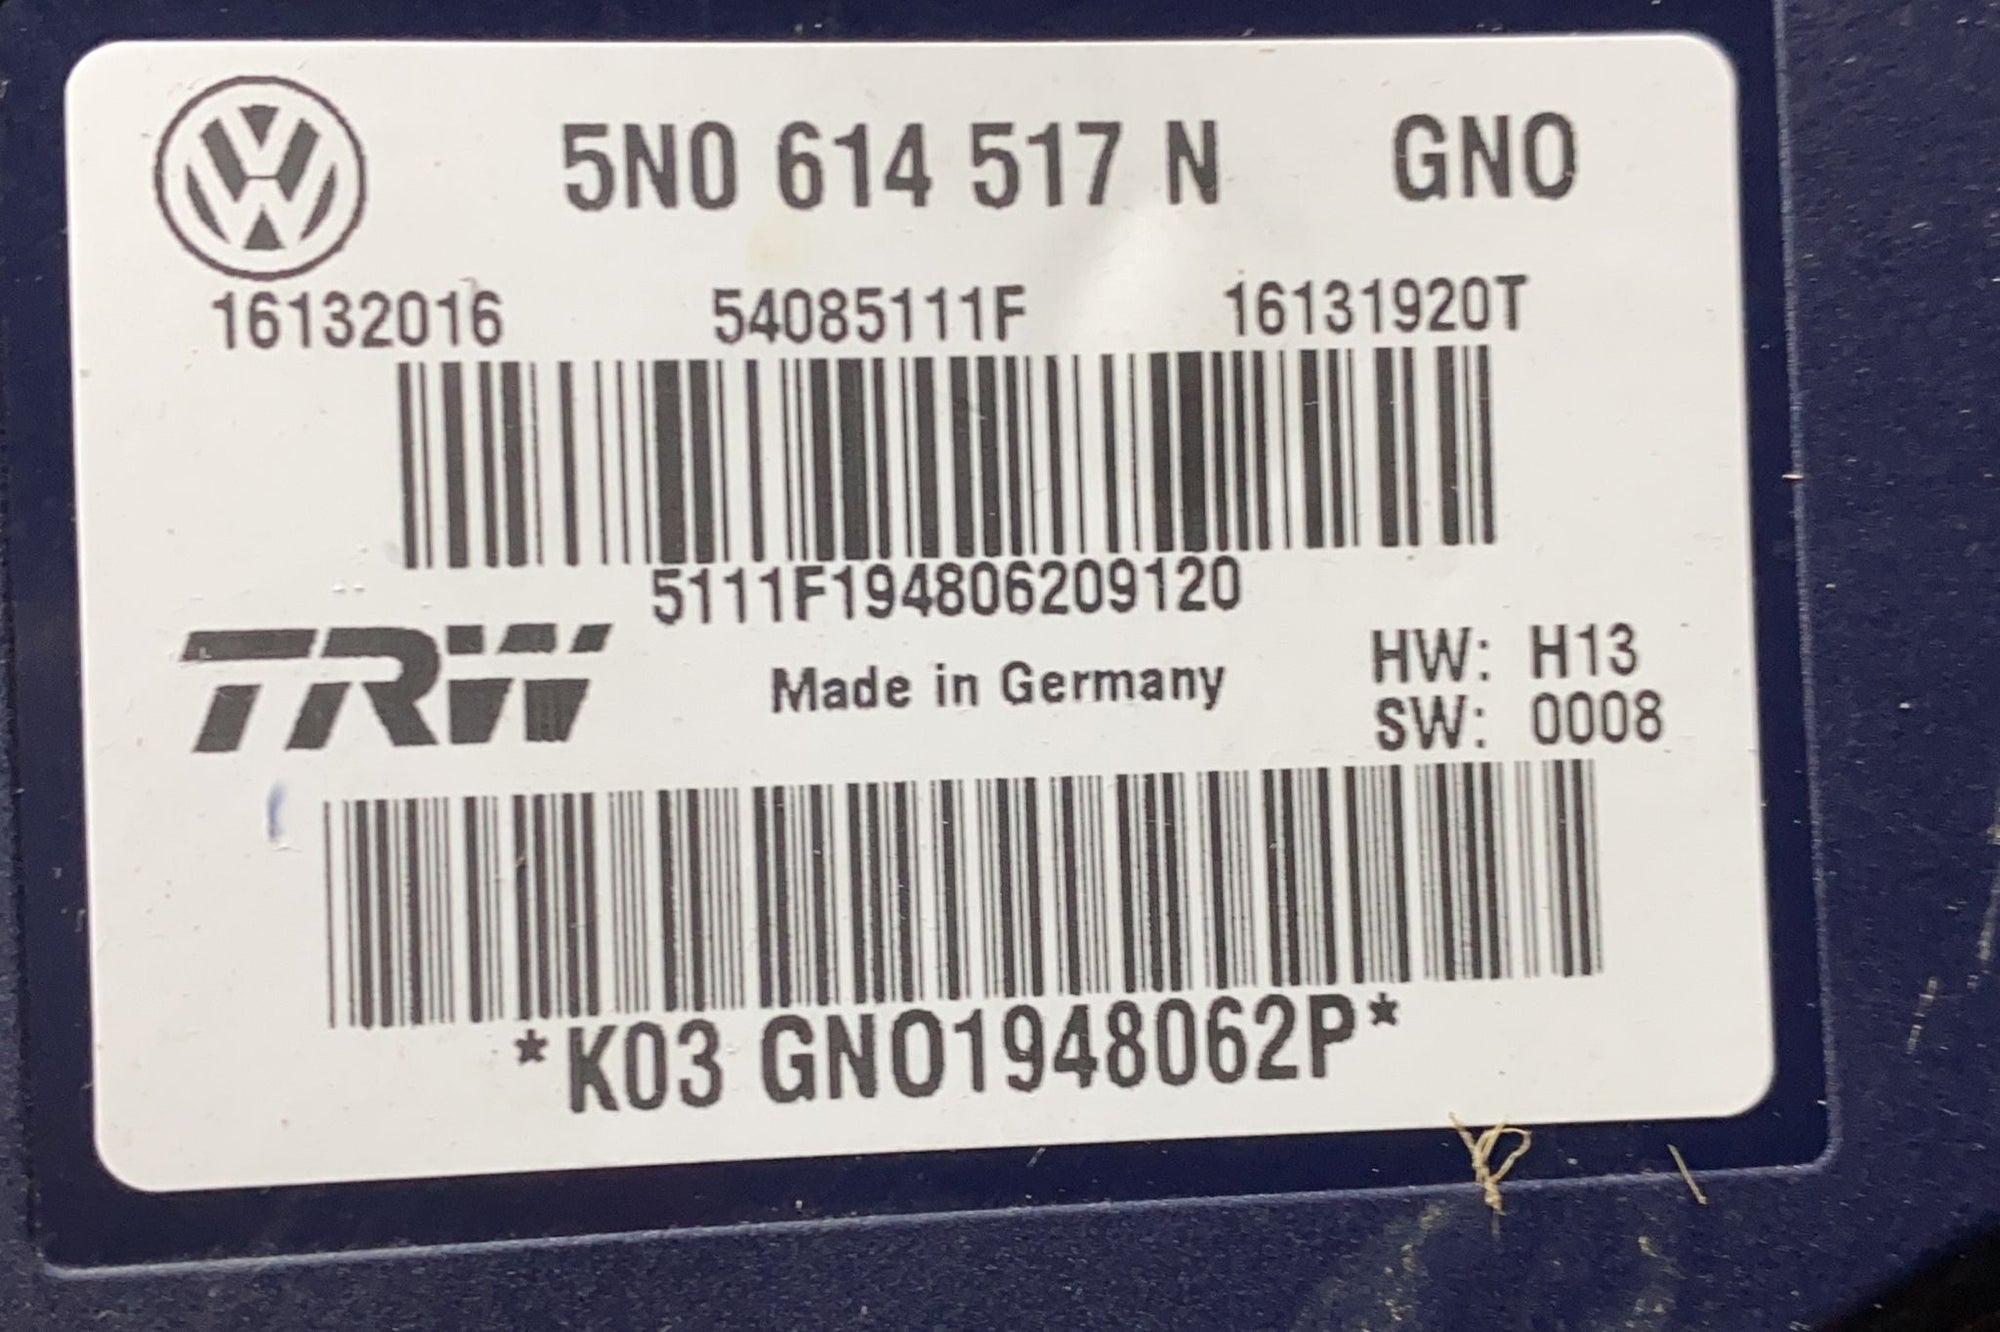 5N0 614 517 N GNO
16132016 54085111F 16131920T
5111F194806209120
TRW
Made in Germany
HW: H13
SW: 0008
*K03 GNO1948062P*